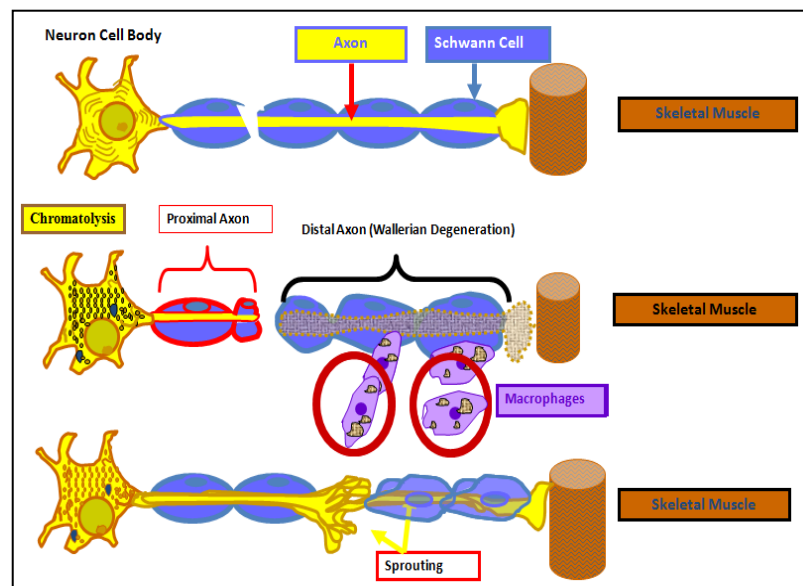 Neuron Cell Body
Axon
Schwann Cell
Skeletal Muscle
Chromatolysis
Proximal Axon
Distal Axon (Wallerian Degeneration)
Skeletal Muscle
Macrophages
Skeletal Muscle
Sprouting